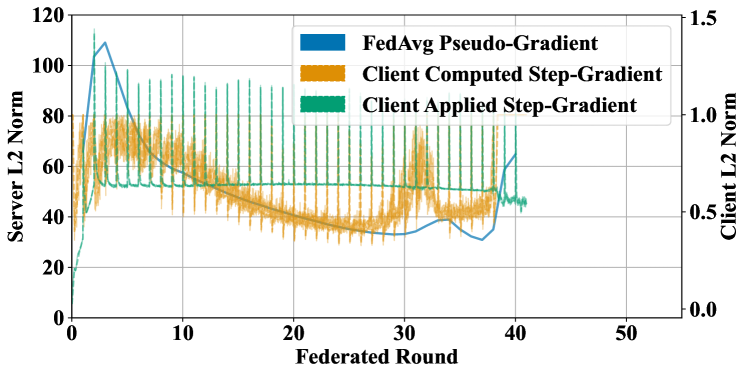 FedAvg Pseudo-Gradient
Client Computed Step-Gradient
Client Applied Step-Gradient
Server L2 Norm
120
100
80
60
40
20
0
Client L2 Norm
1.5
1.0
0.5
0.0
0 10 20 30 40 50
Federated Round